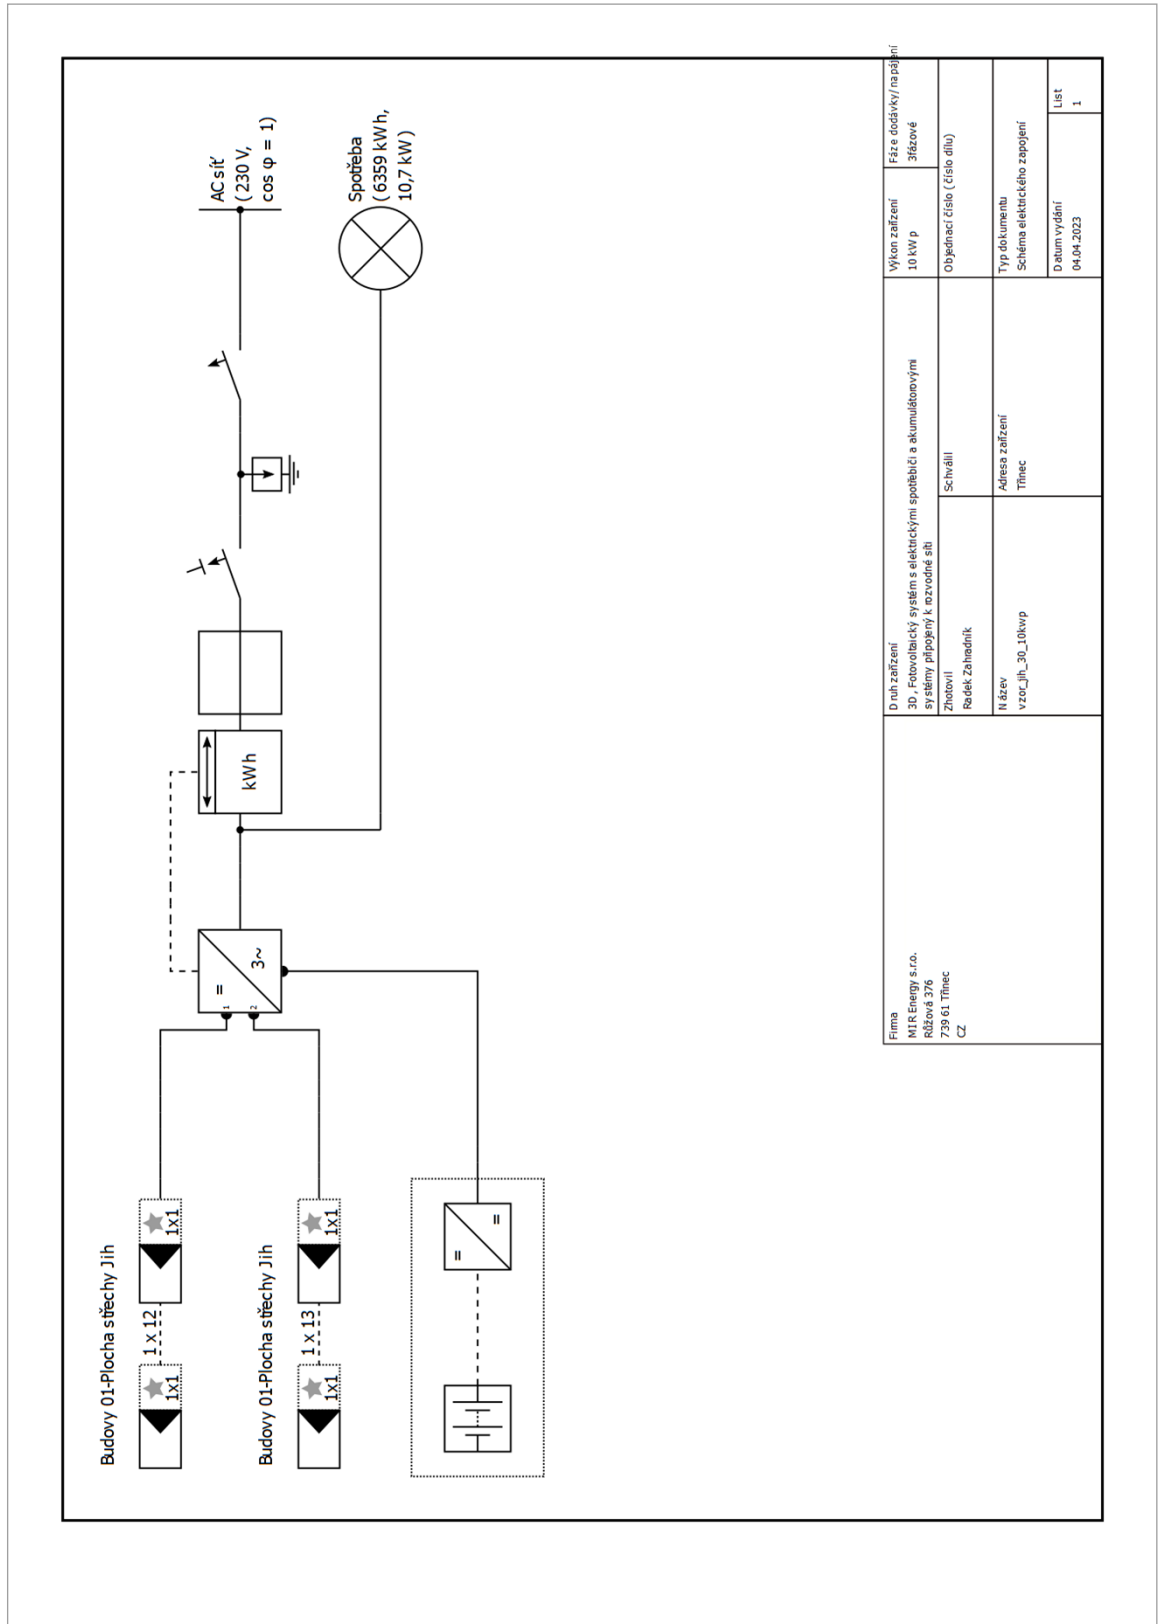 Budovy 01-Plocha střechy Jih
1 x 12
1x1
1x1
Budovy 01-Plocha střechy Jih
1 x 13
1x1
1x1
=
=
=
3~
1
2
kWh
AC síť
(230 V,
cos φ = 1)
Spotřeba
(6359 kWh,
10,7 kW)
Firma
MIR Energy s.r.o.
Růžová 376
739 61 Třinec
CZ
Druh zařízení
3D, Fotovoltaický systém s elektrickými spotřebiči a akumulátorovými
systémy připojený k rozvodné síti
Výkon zařízení
10 kWp
Fáze dodávky/napájení
3fázové
Zhotovil
Radek Zahradník
Schválil
Objednací číslo (číslo dílu)
Název
vzor_jih_30_10kwp
Adresa zařízení
Třinec
Typ dokumentu
Schéma elektrického zapojení
Datum vydání
04.04.2023
List
1